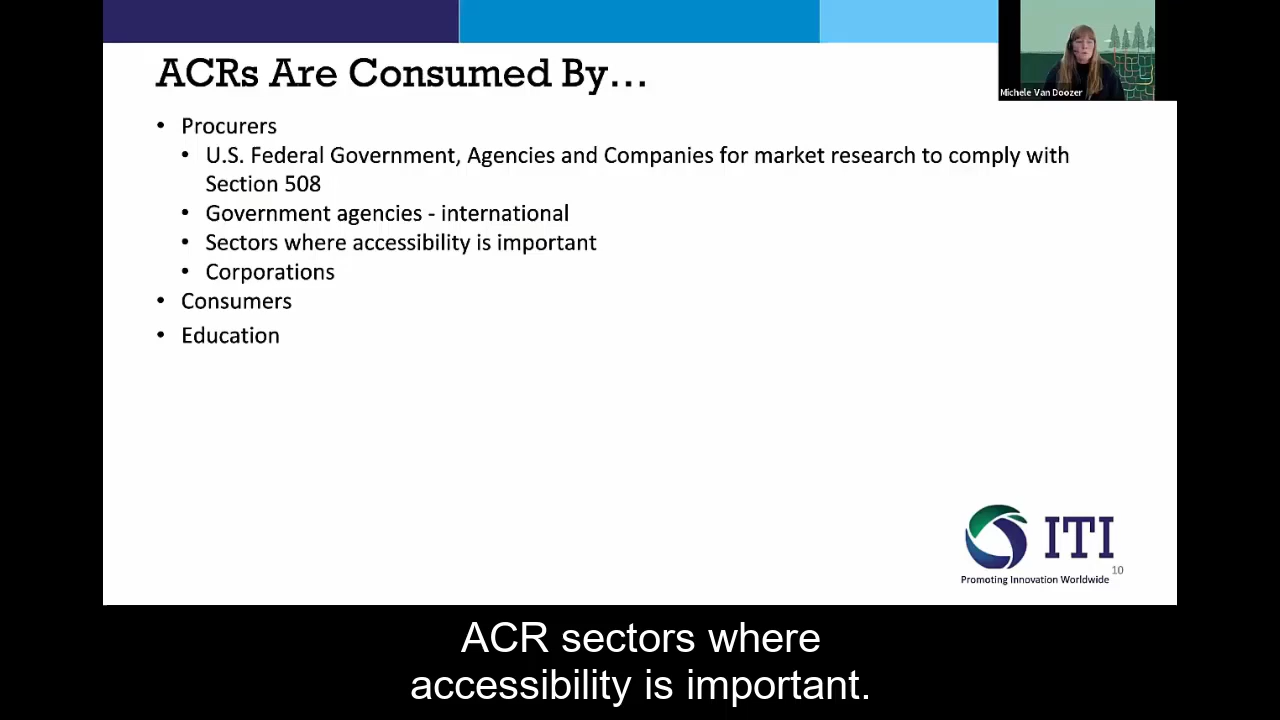 ACRs Are Consumed By...
Michele Van Doozer
• Procurers
• U.S. Federal Government, Agencies and Companies for market research to comply with
Section 508
• Government agencies - international
• Sectors where accessibility is important
• Corporations
• Consumers
• Education
ITI
Promoting Innovation Worldwide
10
ACR sectors where
accessibility is important.